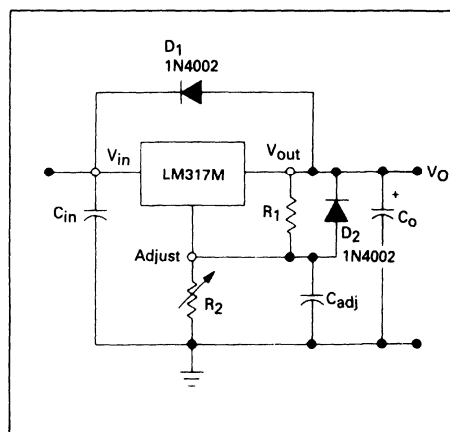 D1
1N4002
Vin
Vout
LM317M
VO
Cin
R1
+
CO
D2
1N4002
Adjust
R2
Cadj